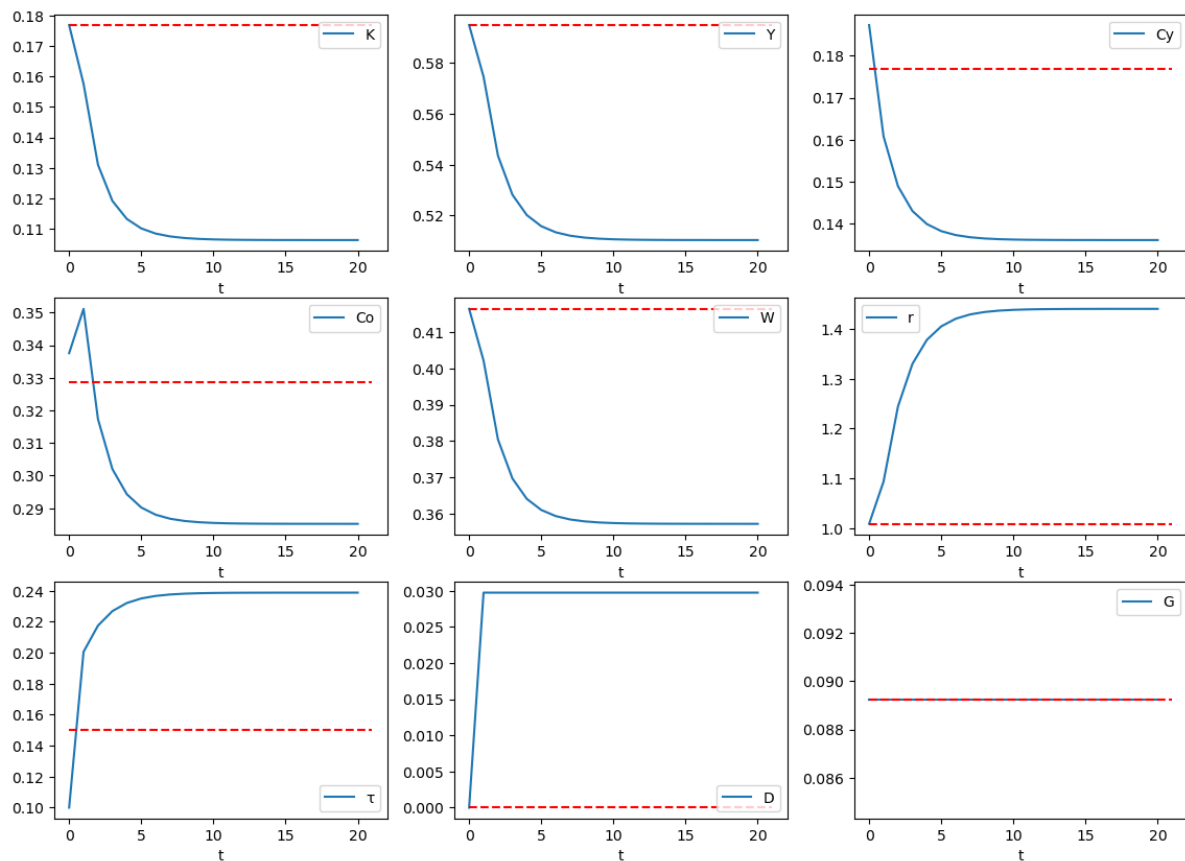 0.18
0.17
0.16
0.15
0.14
0.13
0.12
0.11
K
0 5 10 15 20
t
0.58
0.56
0.54
0.52
Y
0 5 10 15 20
t
0.18
0.17
0.16
0.15
0.14
Cy
0 5 10 15 20
t
0.35
0.34
0.33
0.32
0.31
0.30
0.29
Co
0 5 10 15 20
t
0.41
0.40
0.39
0.38
0.37
0.36
W
0 5 10 15 20
t
1.4
1.3
1.2
1.1
1.0
r
0 5 10 15 20
t
0.24
0.22
0.20
0.18
0.16
0.14
0.12
0.10
τ
0 5 10 15 20
t
0.030
0.025
0.020
0.015
0.010
0.005
0.000
D
0 5 10 15 20
t
0.094
0.092
0.090
0.088
0.086
G
0 5 10 15 20
t